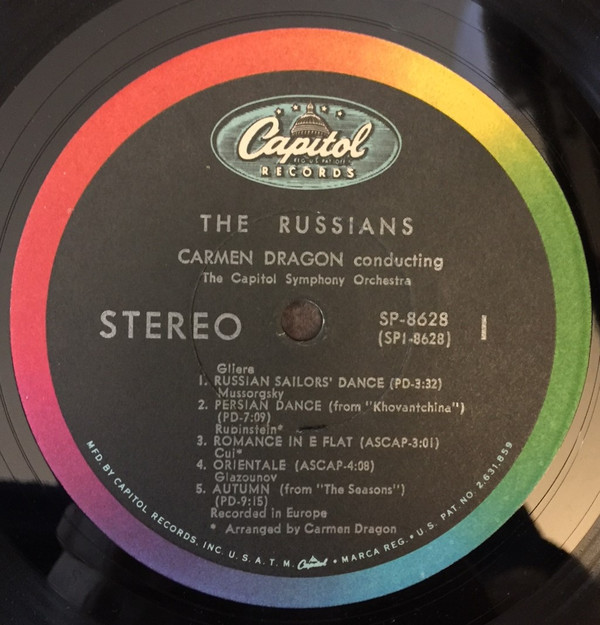 Capitol
REG. U.S. PAT. OFF.
RECORDS
THE RUSSIANS
CARMEN DRAGON conducting
The Capitol Symphony Orchestra
STEREO
SP-8628
(SP1-8628)
1
Gliere
1. RUSSIAN SAILORS' DANCE (PD-3:32)
Mussorgsky
2. PERSIAN DANCE (from "Khovantchina")
(PD-7:09)
Rubinstein*
3. ROMANCE IN E FLAT (ASCAP-3:01)
Cui*
4. ORIENTALE (ASCAP-4:08)
Glazounov
5. AUTUMN (from "The Seasons")
(PD-9:15)
Recorded in Europe
* Arranged by Carmen Dragon
MFD. BY CAPITOL RECORDS, INC. U.S.A. T.M. Capitol • MARCA REG. • U.S. PAT. NO. 2,631,859